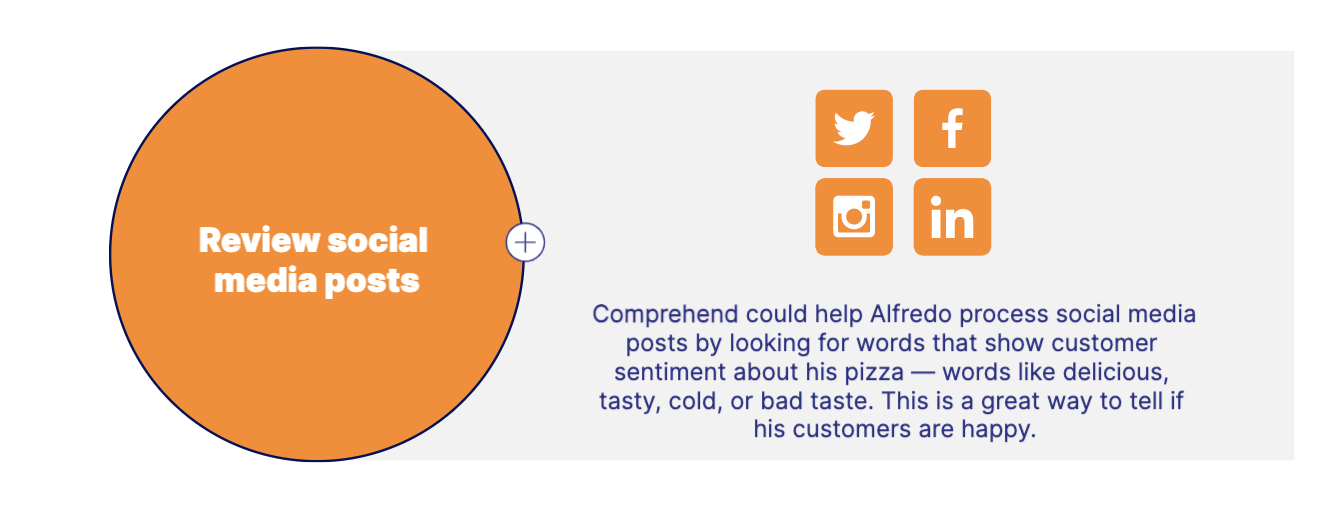 Review social
media posts
Comprehend could help Alfredo process social media
posts by looking for words that show customer
sentiment about his pizza — words like delicious,
tasty, cold, or bad taste. This is a great way to tell if
his customers are happy.